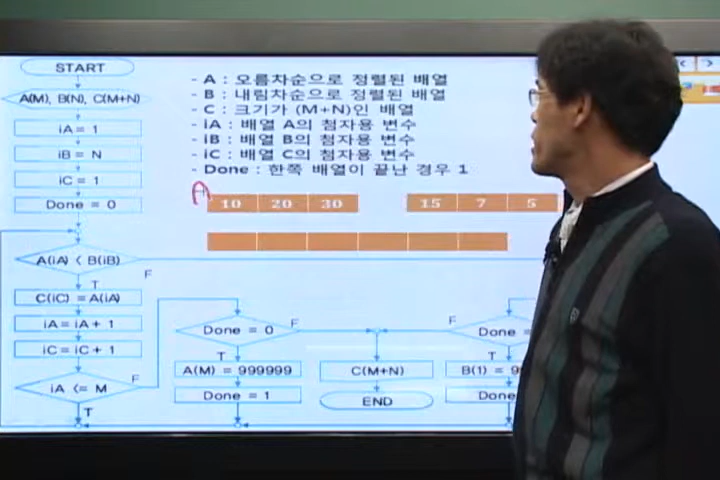 START
A(M), B(N), C(M+N)
iA = 1
iB = N
iC = 1
Done = 0
A(iA) < B(iB)
F
T
C(iC) = A(iA)
iA = iA + 1
iC = iC + 1
iA <= M
F
T
- A : 오름차순으로 정렬된 배열
- B : 내림차순으로 정렬된 배열
- C : 크기가 (M+N)인 배열
- iA : 배열 A의 첨자용 변수
- iB : 배열 B의 첨자용 변수
- iC : 배열 C의 첨자용 변수
- Done : 한쪽 배열이 끝난 경우 1
A
10 20 30
15 7 5
Done = 0
F
T
A(M) = 999999
Done = 1
C(M+N)
END
F
Done =
T
B(1) =
Done